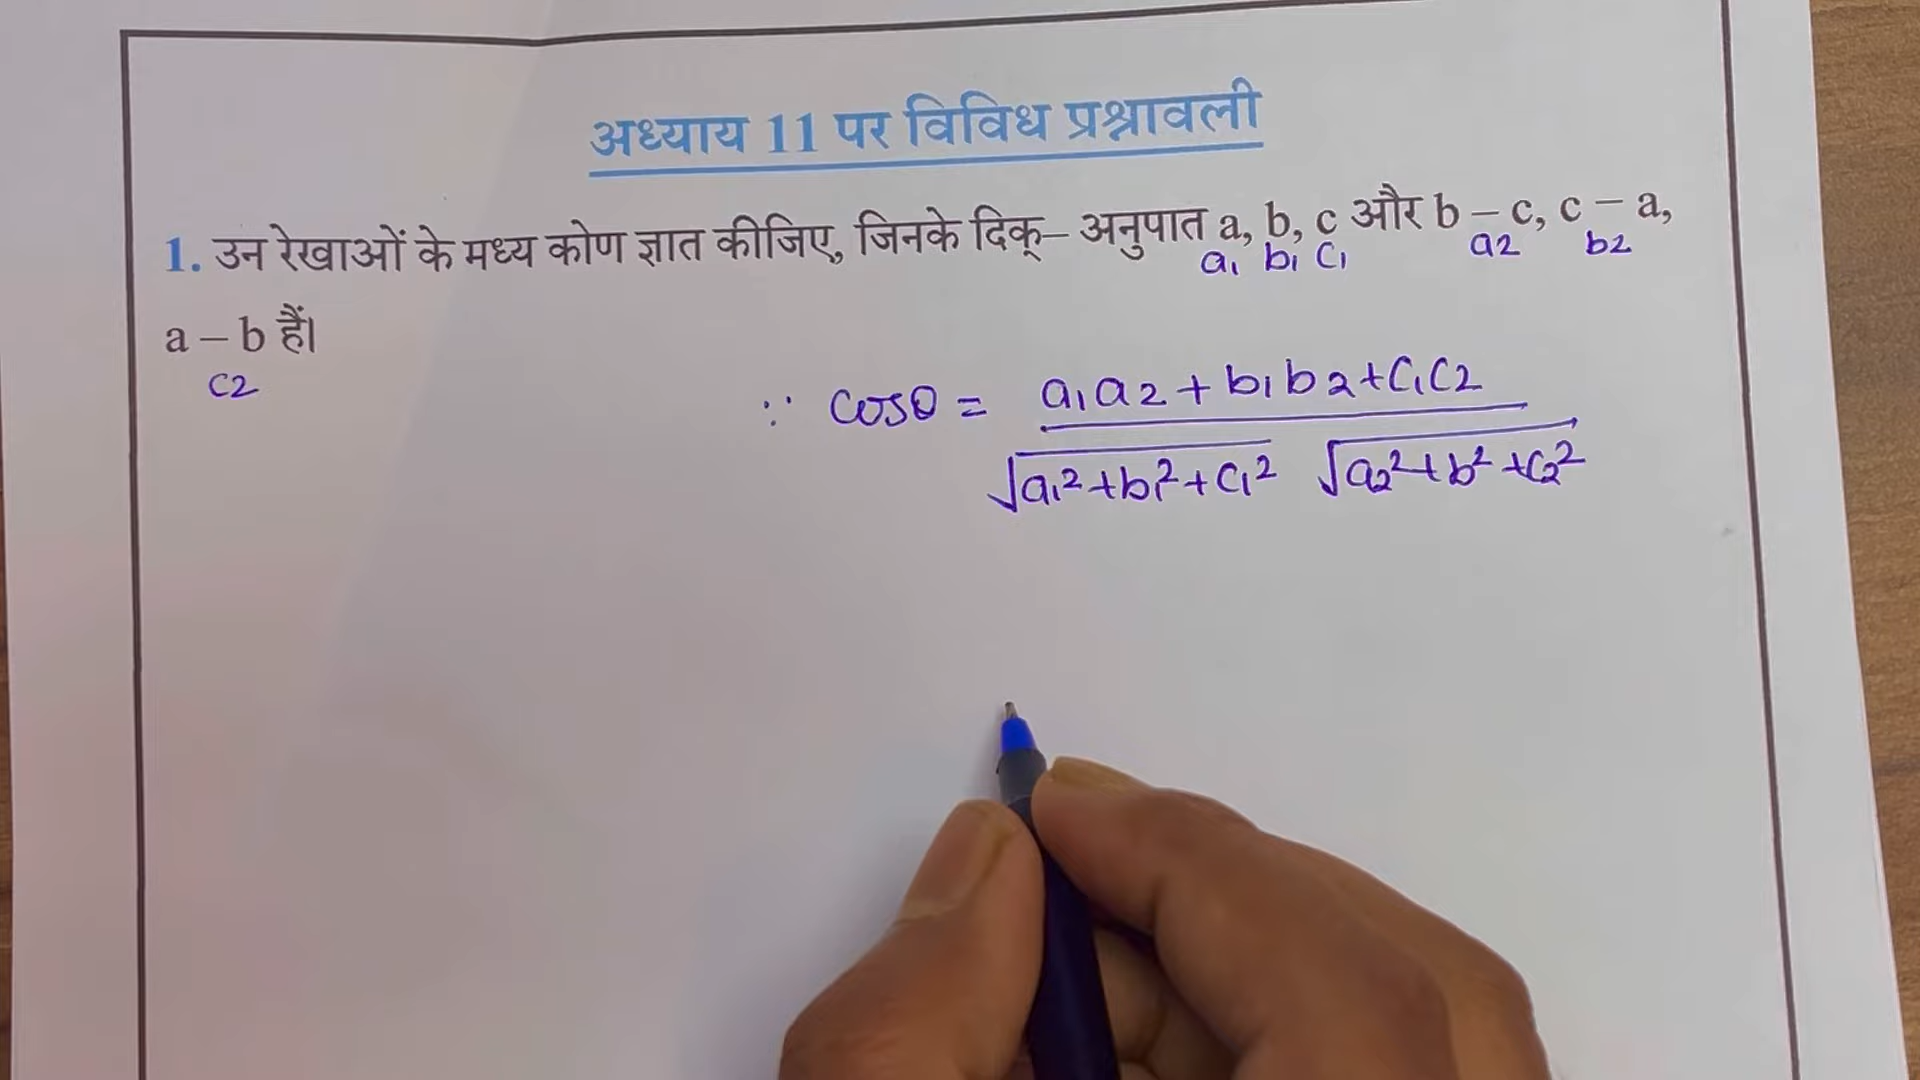 अध्याय 11 पर विविध प्रश्नावली
1. उन रेखाओं के मध्य कोण ज्ञात कीजिए, जिनके दिक्– अनुपात a, b, c और b – c, c – a,
a₁ b₁ c₁ a2 b2
a – b हैं।
c2
∵ cosθ = a₁a2 + b₁b2 + c₁c2
√a₁² + b₁² + c₁² √a₂² + b² + c₂²